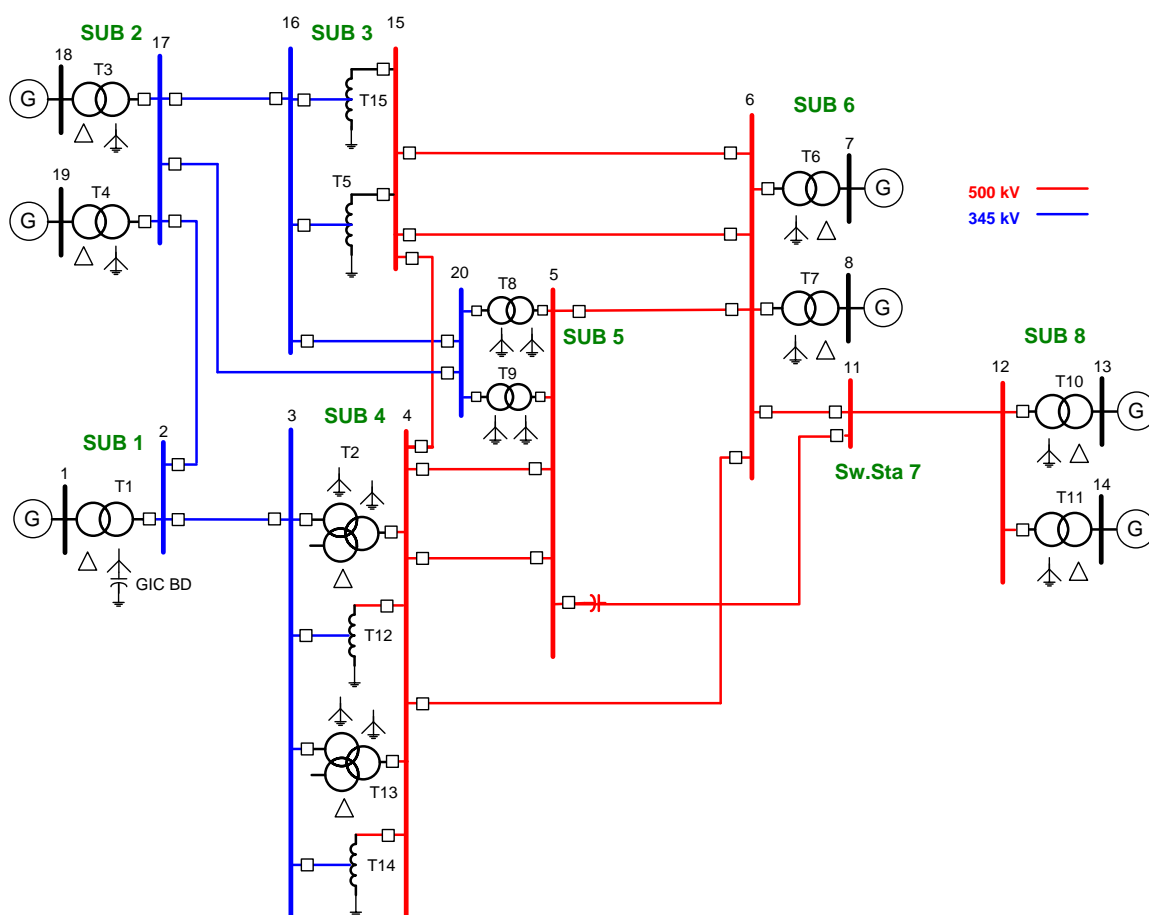 SUB 2
17
16
SUB 3
15
18
T3
G
T15
6
SUB 6
7
T6
G
19
T4
G
T5
500 kV
345 kV
20
T8
5
SUB 5
8
T7
G
T9
SUB 8
11
12
T10
13
G
SUB 1
2
3
SUB 4
4
T2
1
T1
G
GIC BD
Sw.Sta 7
T11
14
G
T12
T13
T14